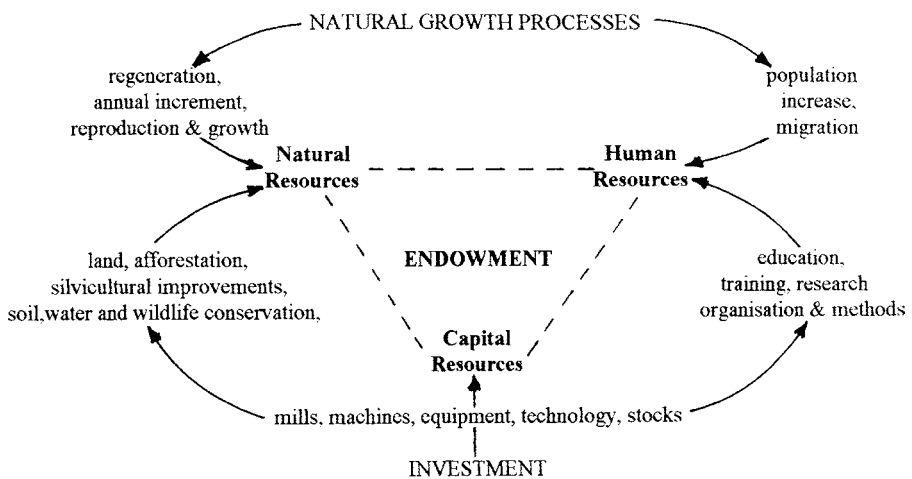 NATURAL GROWTH PROCESSES
regeneration,
annual increment,
reproduction & growth
population
increase,
migration
Natural
Resources
Human
Resources
ENDOWMENT
land, afforestation,
silvicultural improvements,
soil,water and wildlife conservation,
education,
training, research
organisation & methods
Capital
Resources
mills, machines, equipment, technology, stocks
INVESTMENT